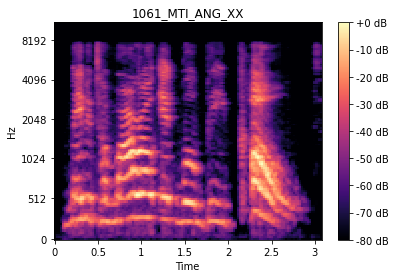 1061_MTI_ANG_XX
8192
4096
2048
1024
512
0
Hz
0
0.5
1
1.5
2
2.5
3
Time
+0 dB
-10 dB
-20 dB
-30 dB
-40 dB
-50 dB
-60 dB
-70 dB
-80 dB